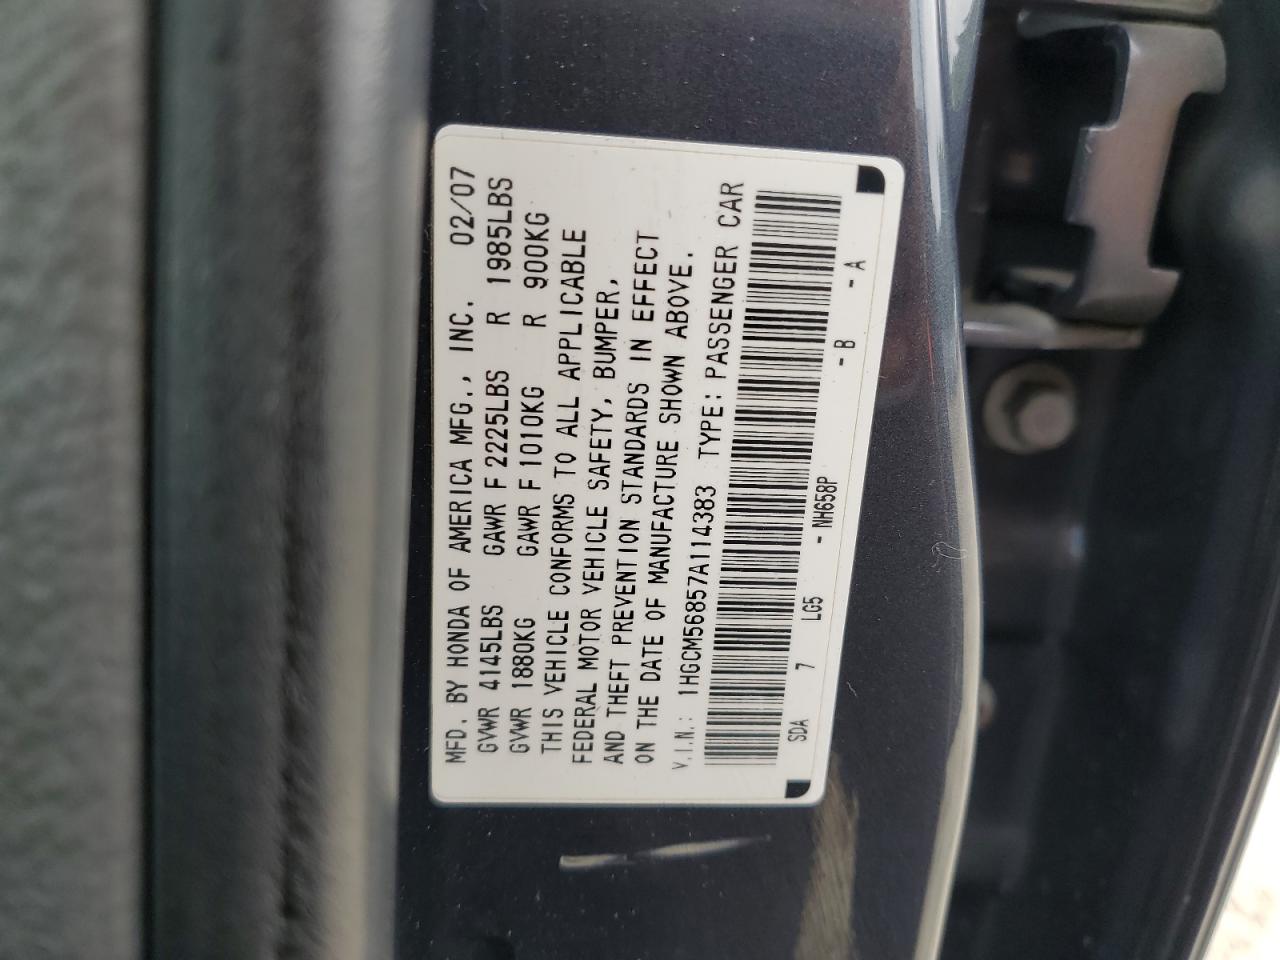 MFD. BY HONDA OF AMERICA MFG., INC. 02/07
GVWR 4145LBS GAWR F 2225LBS R 1985LBS
GVWR 1880KG GAWR F 1010KG R 900KG
THIS VEHICLE CONFORMS TO ALL APPLICABLE
FEDERAL MOTOR VEHICLE SAFETY, BUMPER,
AND THEFT PREVENTION STANDARDS IN EFFECT
ON THE DATE OF MANUFACTURE SHOWN ABOVE.
V.I.N.: 1HGCM56857A114383 TYPE: PASSENGER CAR
SDA 7 LG5 - NH658P - B - A